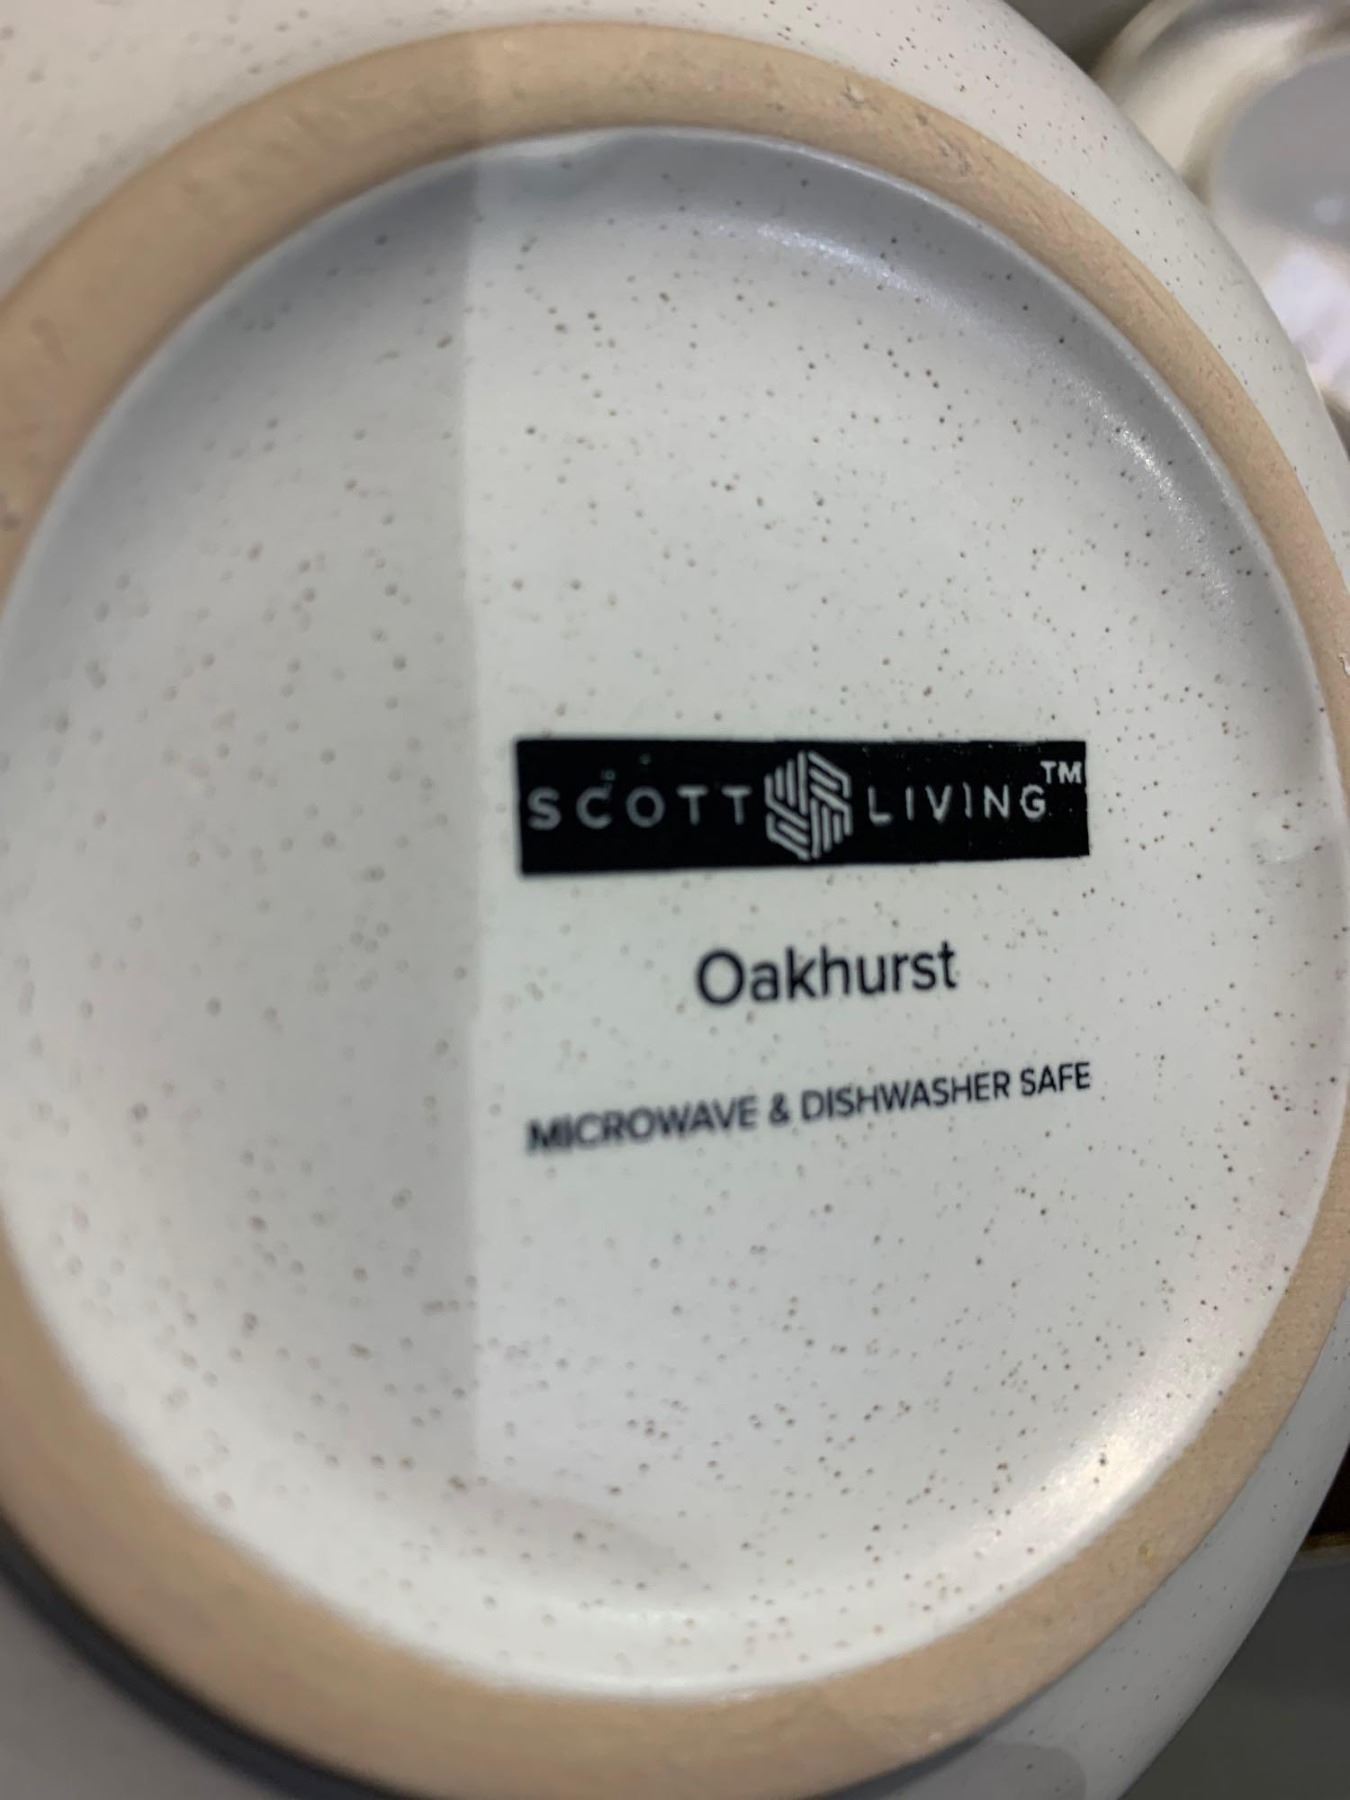 SCOTT LIVING™
Oakhurst
MICROWAVE & DISHWASHER SAFE